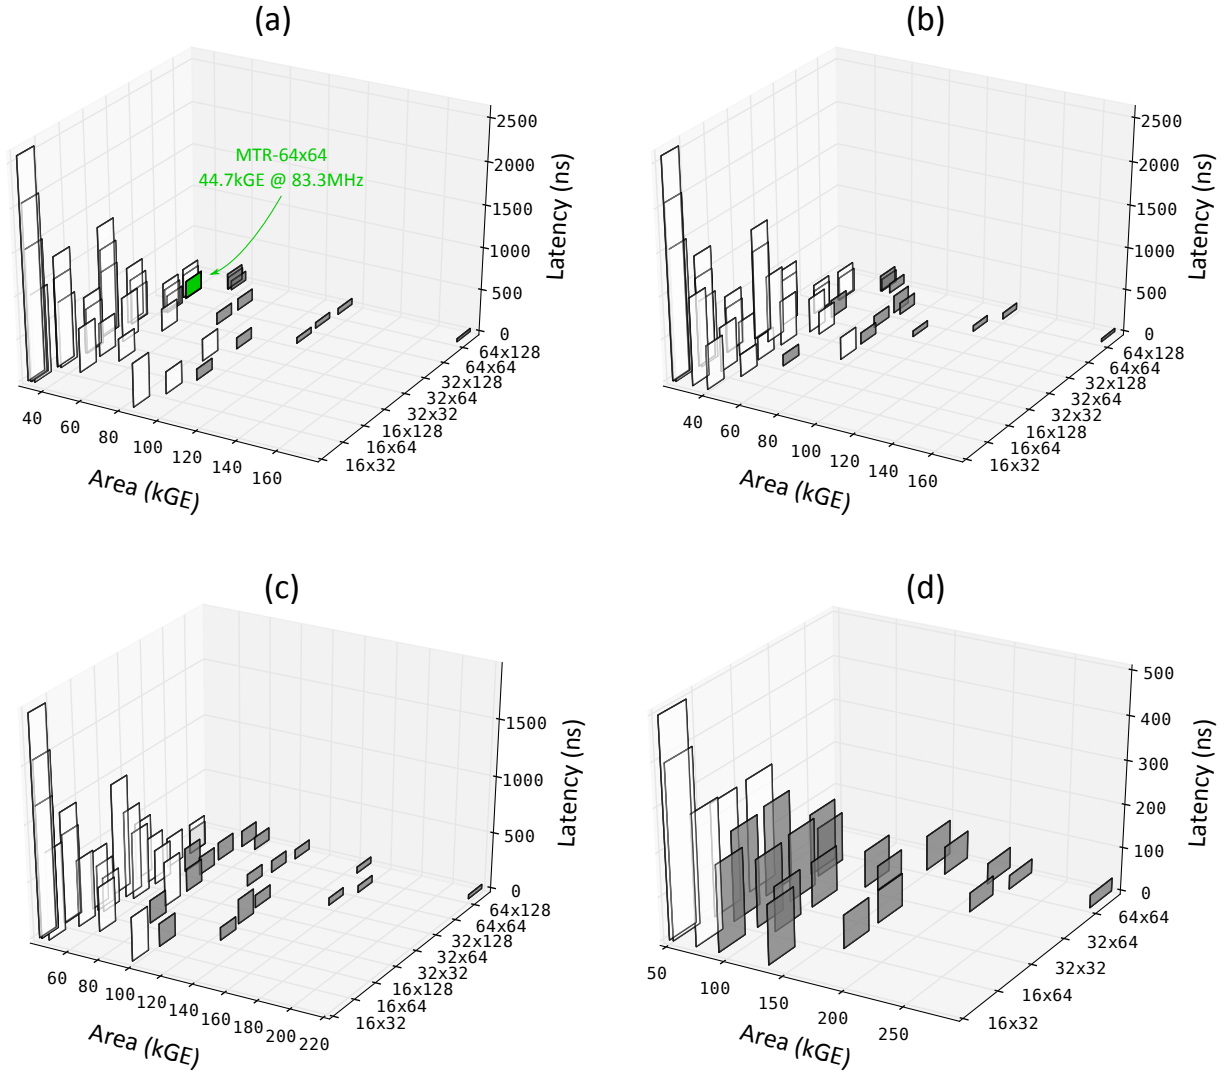 (a)
MTR-64x64
44.7kGE @ 83.3MHz
2500
2000
1500
1000
500
0
Latency (ns)
64x128
64x64
32x128
32x64
32x32
16x128
16x64
16x32
40
60
80
100
120
140
160
Area (kGE)
(b)
2500
2000
1500
1000
500
0
Latency (ns)
64x128
64x64
32x128
32x64
32x32
16x128
16x64
16x32
40
60
80
100
120
140
160
Area (kGE)
(c)
1500
1000
500
0
Latency (ns)
64x128
64x64
32x128
32x64
32x32
16x128
16x64
16x32
60
80
100
120
140
160
180
200
220
Area (kGE)
(d)
500
400
300
200
100
0
Latency (ns)
64x64
32x64
32x32
16x64
16x32
50
100
150
200
250
Area (kGE)